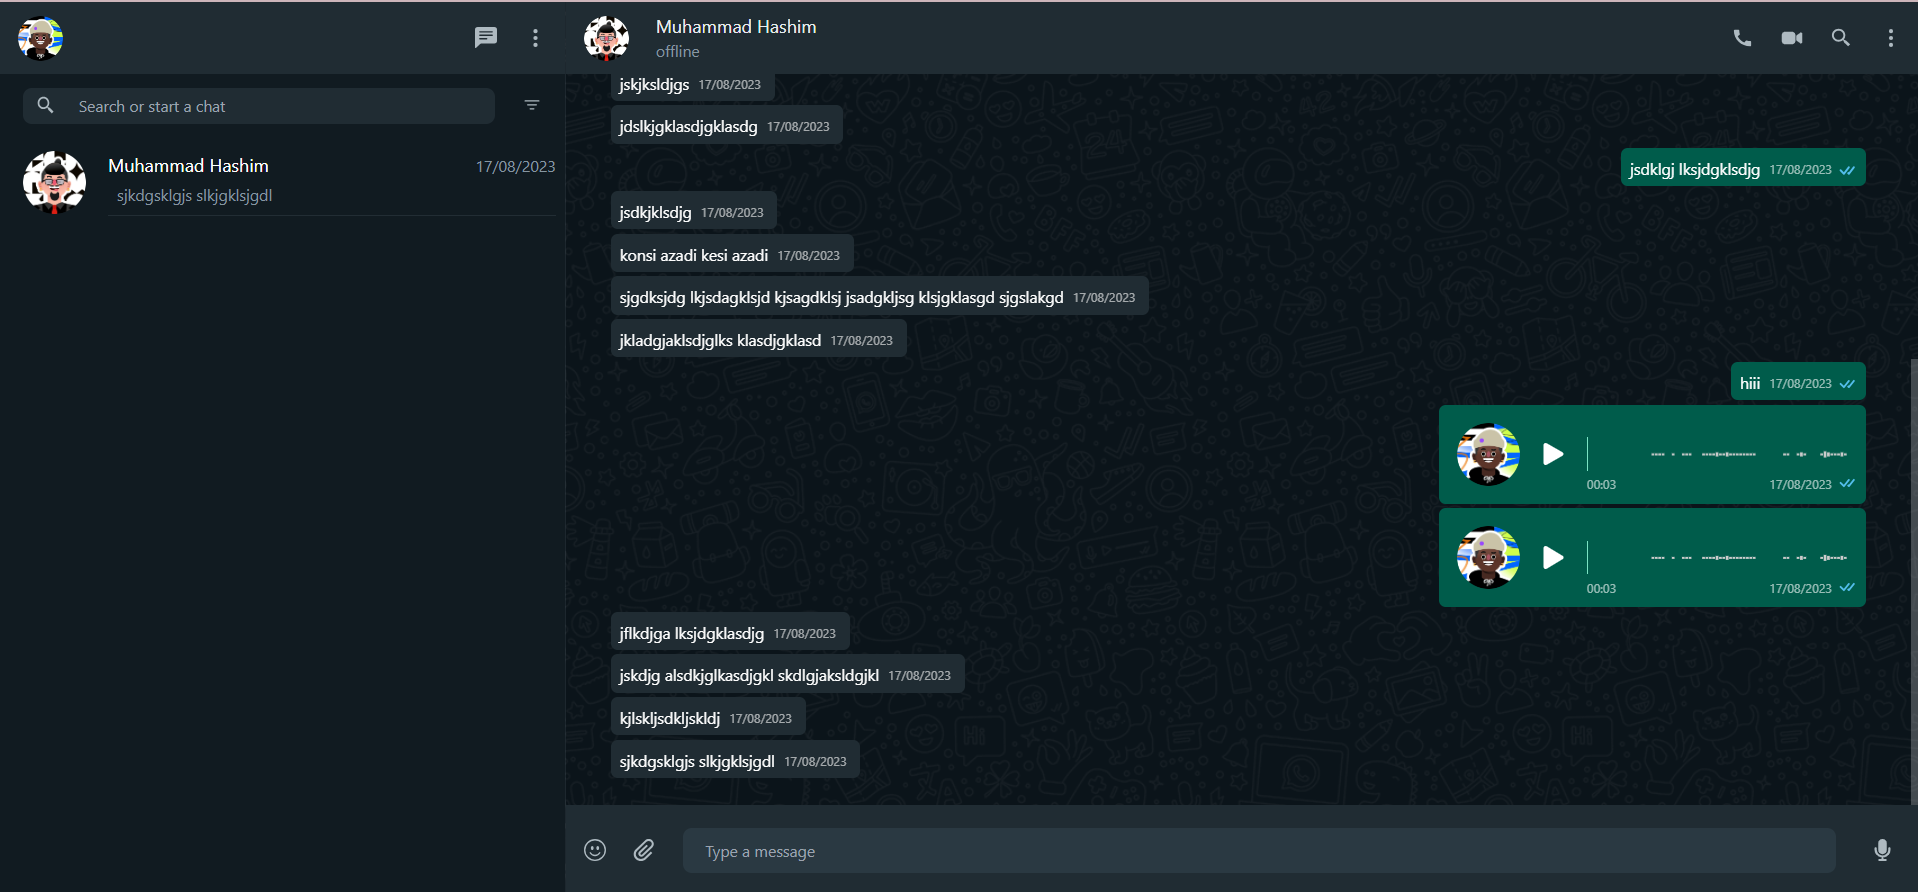 Search or start a chat
Muhammad Hashim
17/08/2023
sjkdgsklgjs slkjgklsjgdl
Muhammad Hashim
offline
jskjksldjgs 17/08/2023
jdslkjgklasdjgklasdg 17/08/2023
jsdklgj lksjdgklsdjg 17/08/2023
jsdkjklsdjg 17/08/2023
konsi azadi kesi azadi 17/08/2023
sjgdksjdg lkjsdagklsjd kjsagdklsj jsadgkljsg klsjgklasgd sjgslakgd 17/08/2023
jkladgjaklsdjglks klasdjgklasd 17/08/2023
hiii 17/08/2023
00:03 17/08/2023
00:03 17/08/2023
jflkdjga lksjdgklasdjg 17/08/2023
jskdjg alsdkjglkasdjgkl skdlgjaksldgjkl 17/08/2023
kjlskljsdkljskldj 17/08/2023
sjkdgsklgjs slkjgklsjgdl 17/08/2023
Type a message